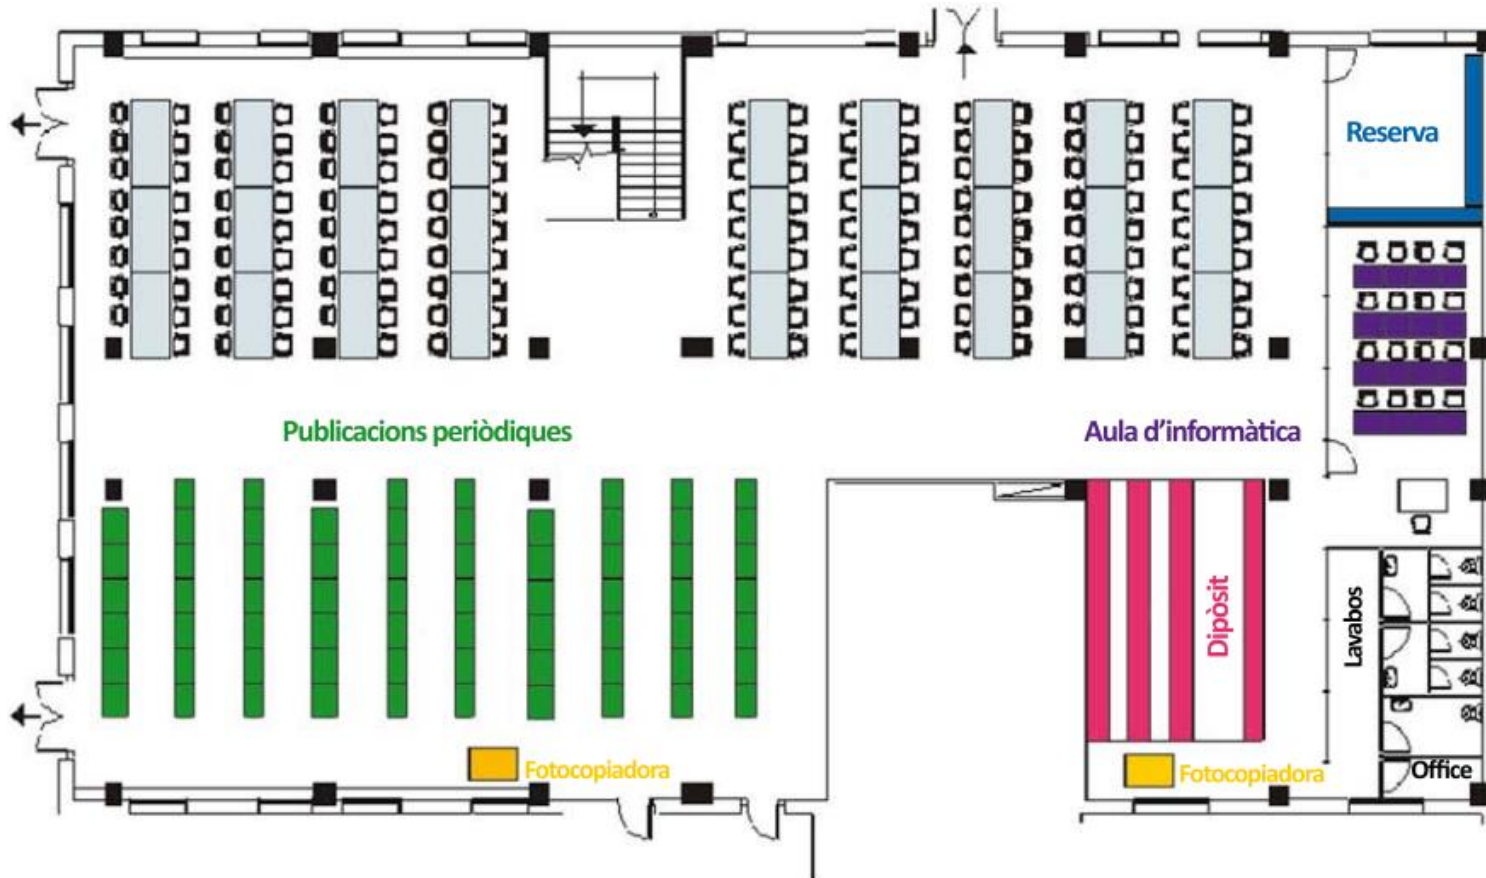 Reserva
Publicacions periòdiques
Aula d'informàtica
Dipòsit
Lavabos
Fotocopiadora
Fotocopiadora
Office